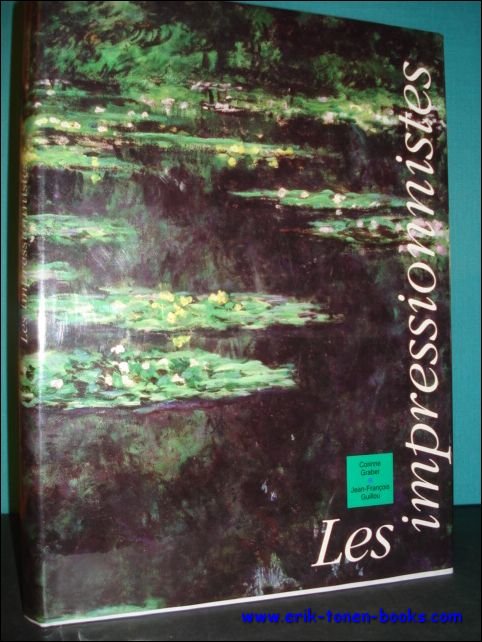 Les impressionnistes
Les impressionnistes
Corinne
Graber
&
Jean-François
Guillou
www.erik-tonen-books.com